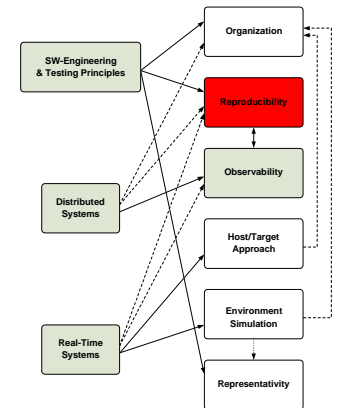 Organization
SW-Engineering
& Testing Principles
Reproducibility
Observability
Distributed
Systems
Host/Target
Approach
Environment
Simulation
Real-Time
Systems
Representativity